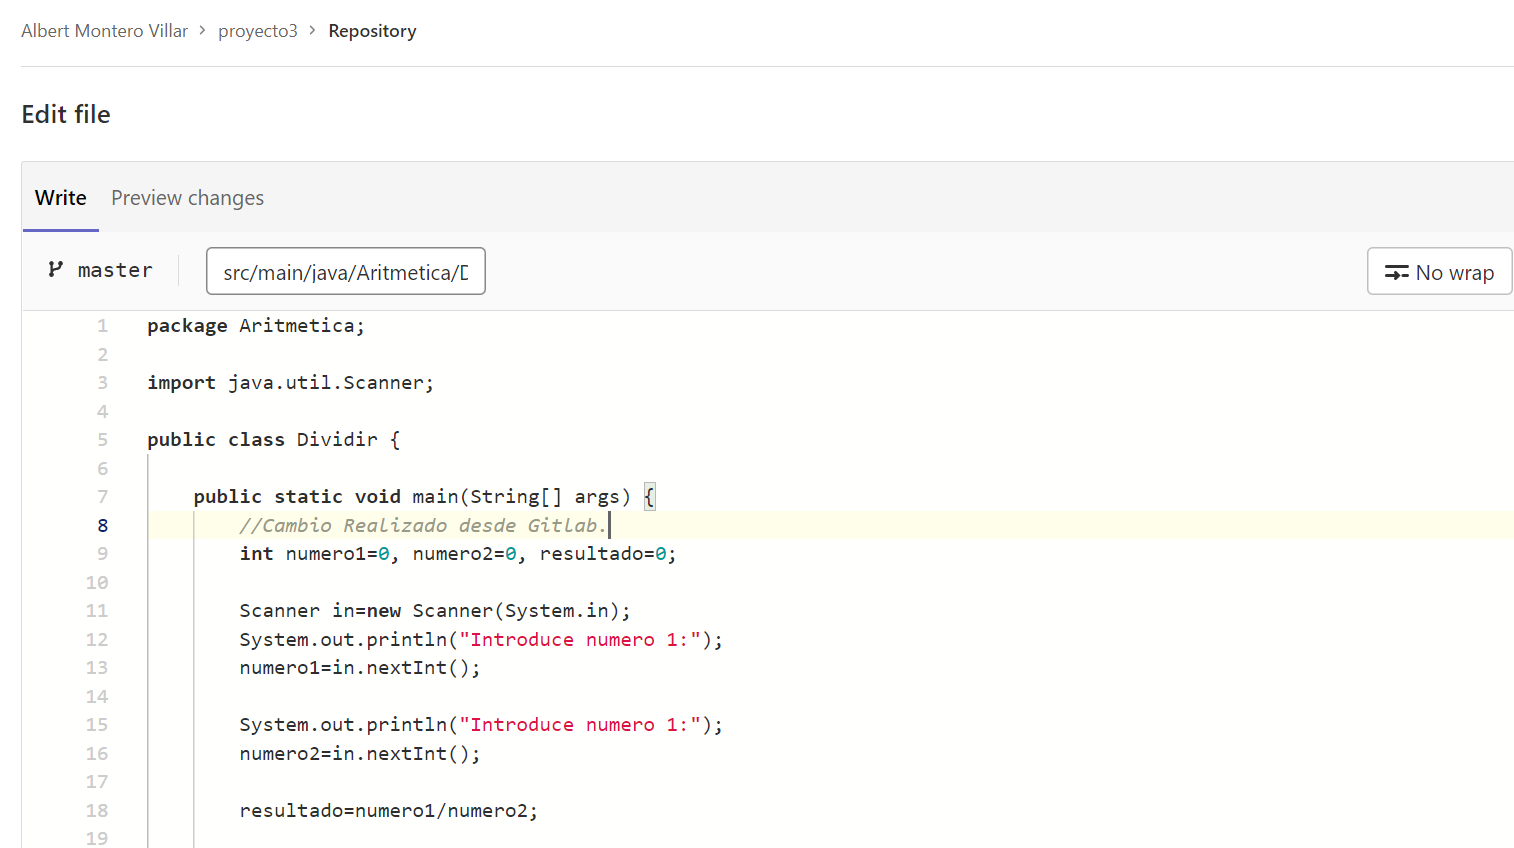 Albert Montero Villar > proyecto3 > Repository
Edit file
Write Preview changes
master src/main/java/Aritmetica/D No wrap
1 package Aritmetica;
2
3 import java.util.Scanner;
4
5 public class Dividir {
6
7 public static void main(String[] args) {
8 //Cambio Realizado desde Gitlab.
9 int numero1=0, numero2=0, resultado=0;
10
11 Scanner in=new Scanner(System.in);
12 System.out.println("Introduce numero 1:");
13 numero1=in.nextInt();
14
15 System.out.println("Introduce numero 1:");
16 numero2=in.nextInt();
17
18 resultado=numero1/numero2;
19